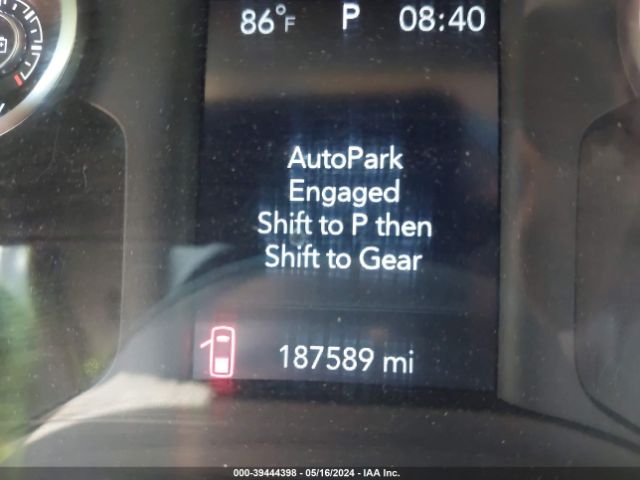 86°F P 08:40
AutoPark
Engaged
Shift to P then
Shift to Gear
187589 mi
000-39444398 - 05/16/2024 - IAA Inc.